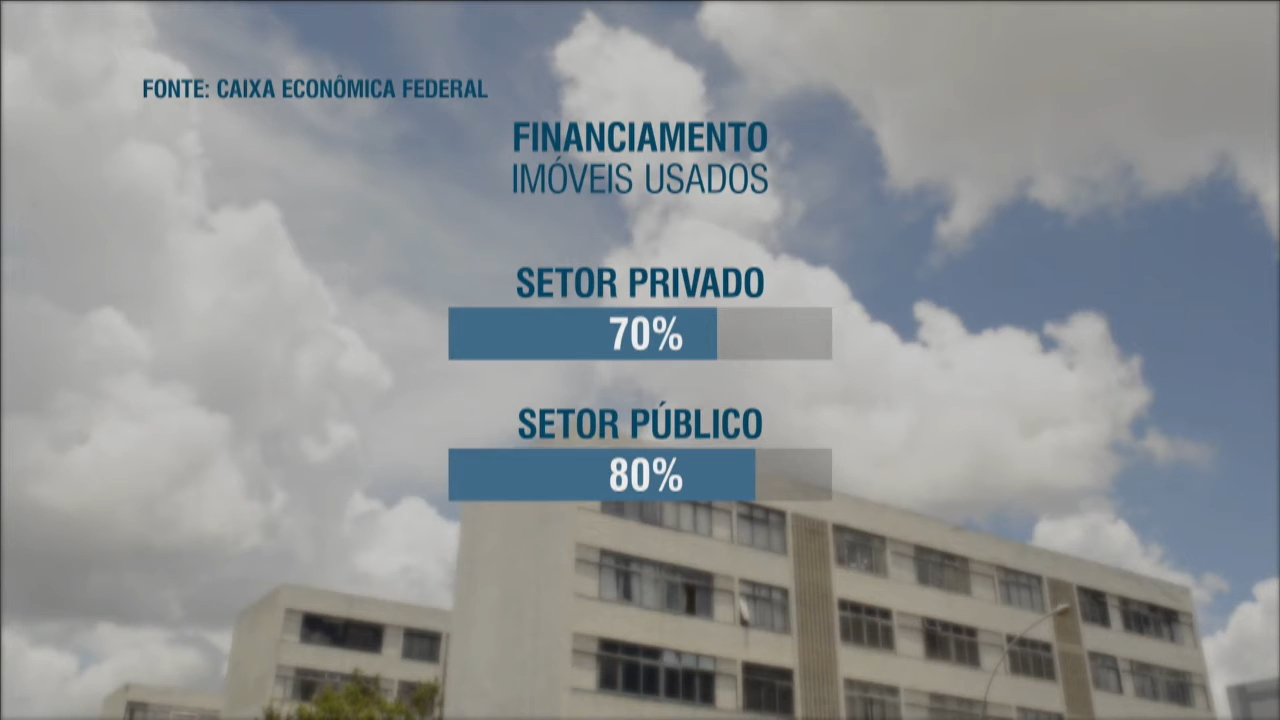 FONTE: CAIXA ECONÔMICA FEDERAL
FINANCIAMENTO
IMÓVEIS USADOS
SETOR PRIVADO
70%
SETOR PÚBLICO
80%